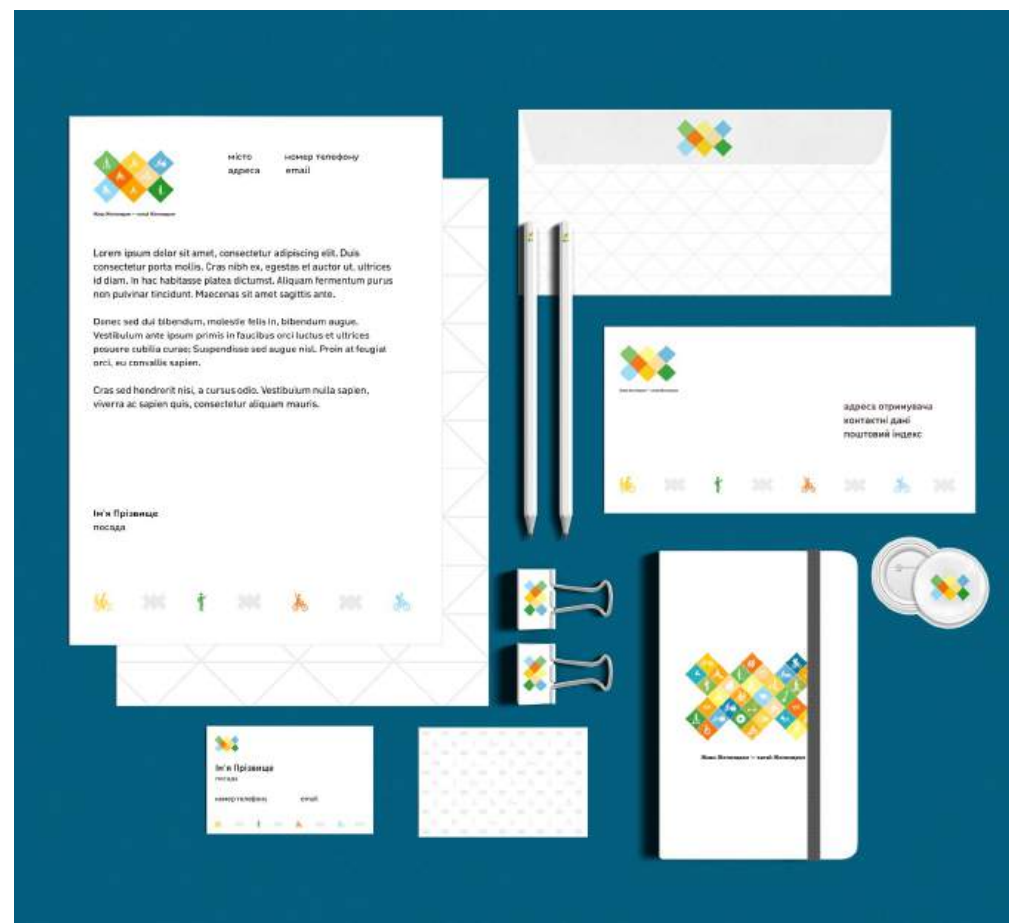 місто номер телефону
адреса email
Lorem ipsum dolor sit amet, consectetur adipiscing elit. Duis
consectetur porta mollis. Cras nibh ex, egestas et auctor ut, ultrices
id diam. In hac habitasse platea dictumst. Aliquam fermentum purus
non pulvinar tincidunt. Maecenas sit amet sagittis ante.
Donec sed dui bibendum, molestie felis in, bibendum augue.
Vestibulum ante ipsum primis in faucibus orci luctus et ultrices
posuere cubilia curae; Suspendisse sed augue nisl. Proin at feugiat
orci, eu convallis sapien.
Cras sed hendrerit nisi, a cursus odio. Vestibulum nulla sapien,
viverra ac sapien quis, consectetur aliquam mauris.
Ім'я Прізвище
посада
адреса отримувача
контактні дані
поштовий індекс
Ім'я Прізвище
посада
номер телефону email